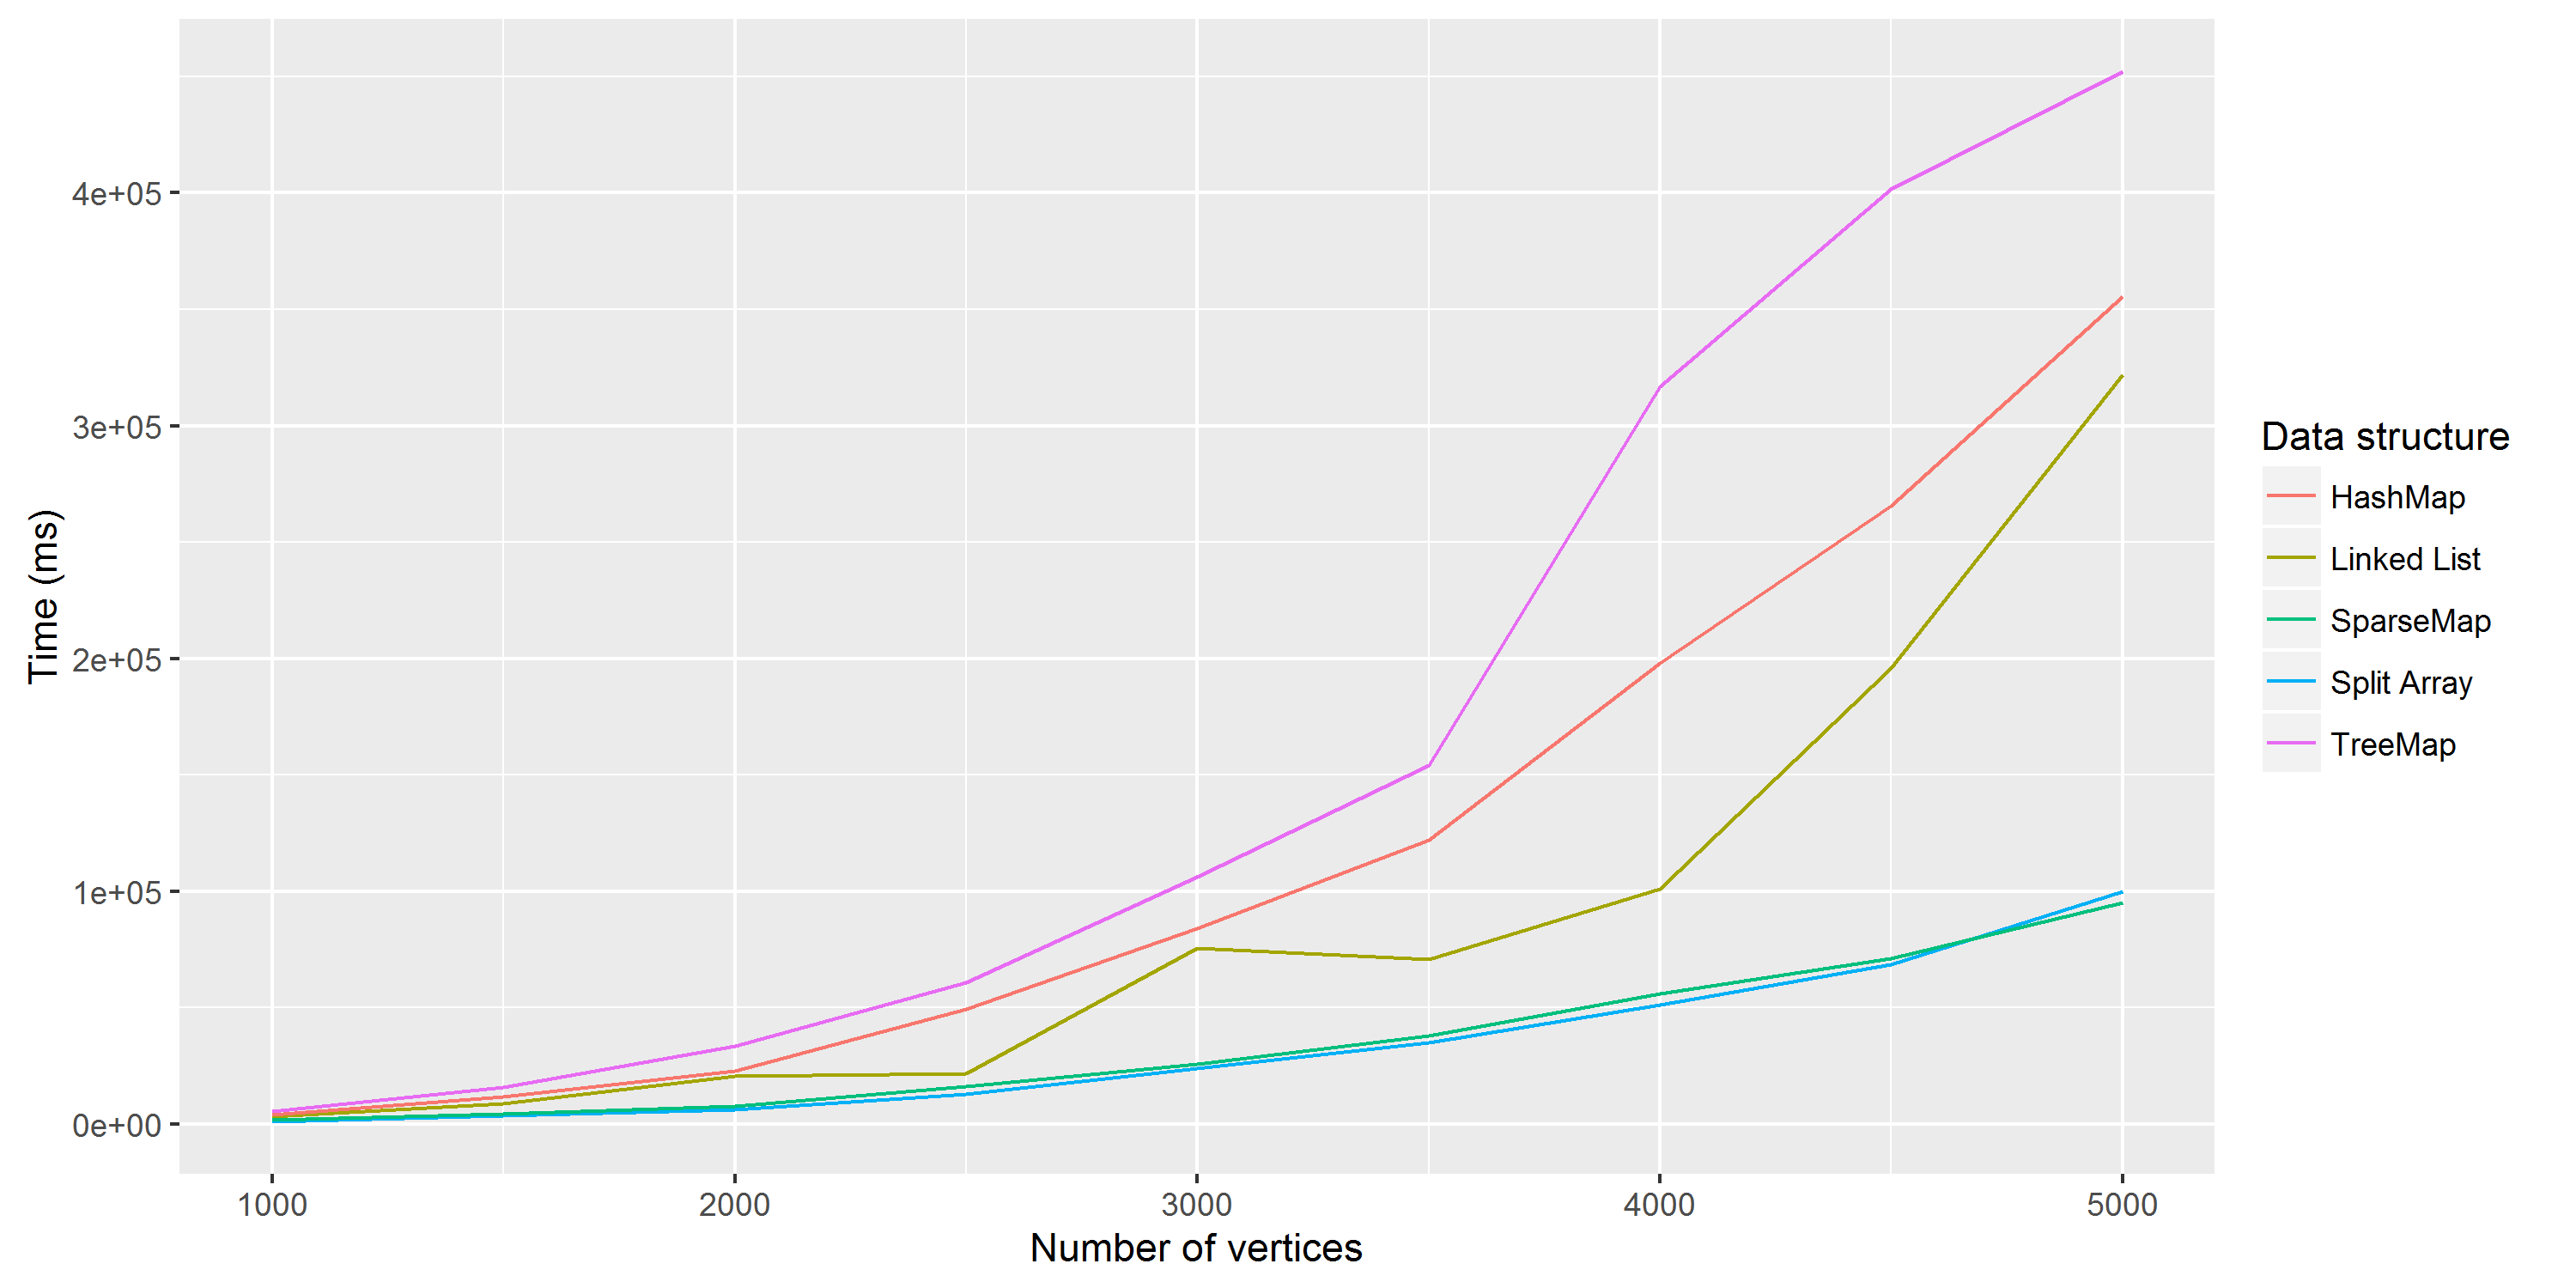 4e+05
3e+05
2e+05
1e+05
0e+00
Time (ms)
1000
2000
3000
4000
5000
Number of vertices
Data structure
HashMap
Linked List
SparseMap
Split Array
TreeMap